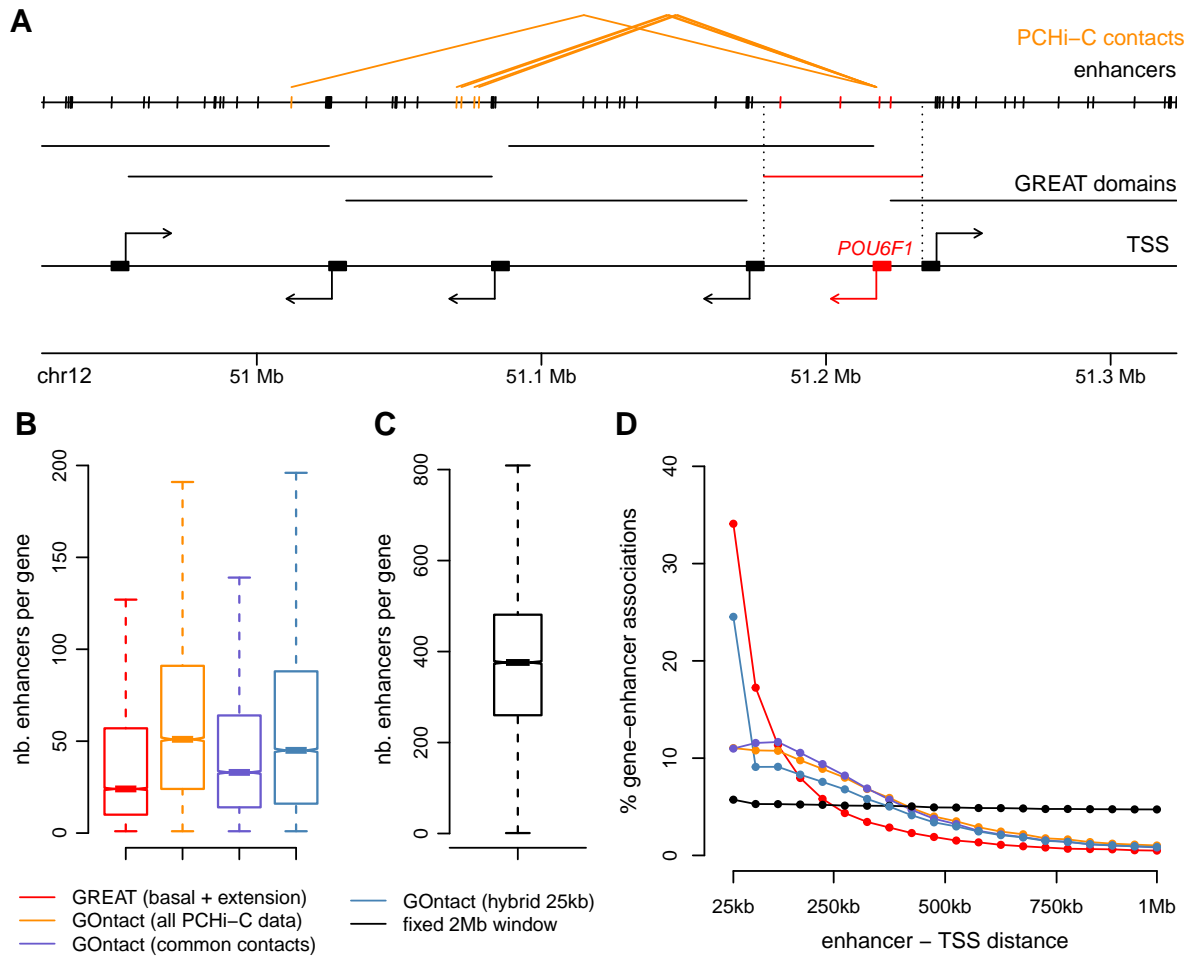 A
PCHi−C contacts
enhancers
GREAT domains
TSS
POU6F1
chr12
51 Mb
51.1 Mb
51.2 Mb
51.3 Mb
B
nb. enhancers per gene
0
50
100
150
200
C
nb. enhancers per gene
0
200
400
600
800
D
% gene−enhancer associations
0
10
20
30
40
25kb
250kb
500kb
750kb
1Mb
enhancer − TSS distance
GREAT (basal + extension)
GOntact (all PCHi−C data)
GOntact (common contacts)
GOntact (hybrid 25kb)
fixed 2Mb window